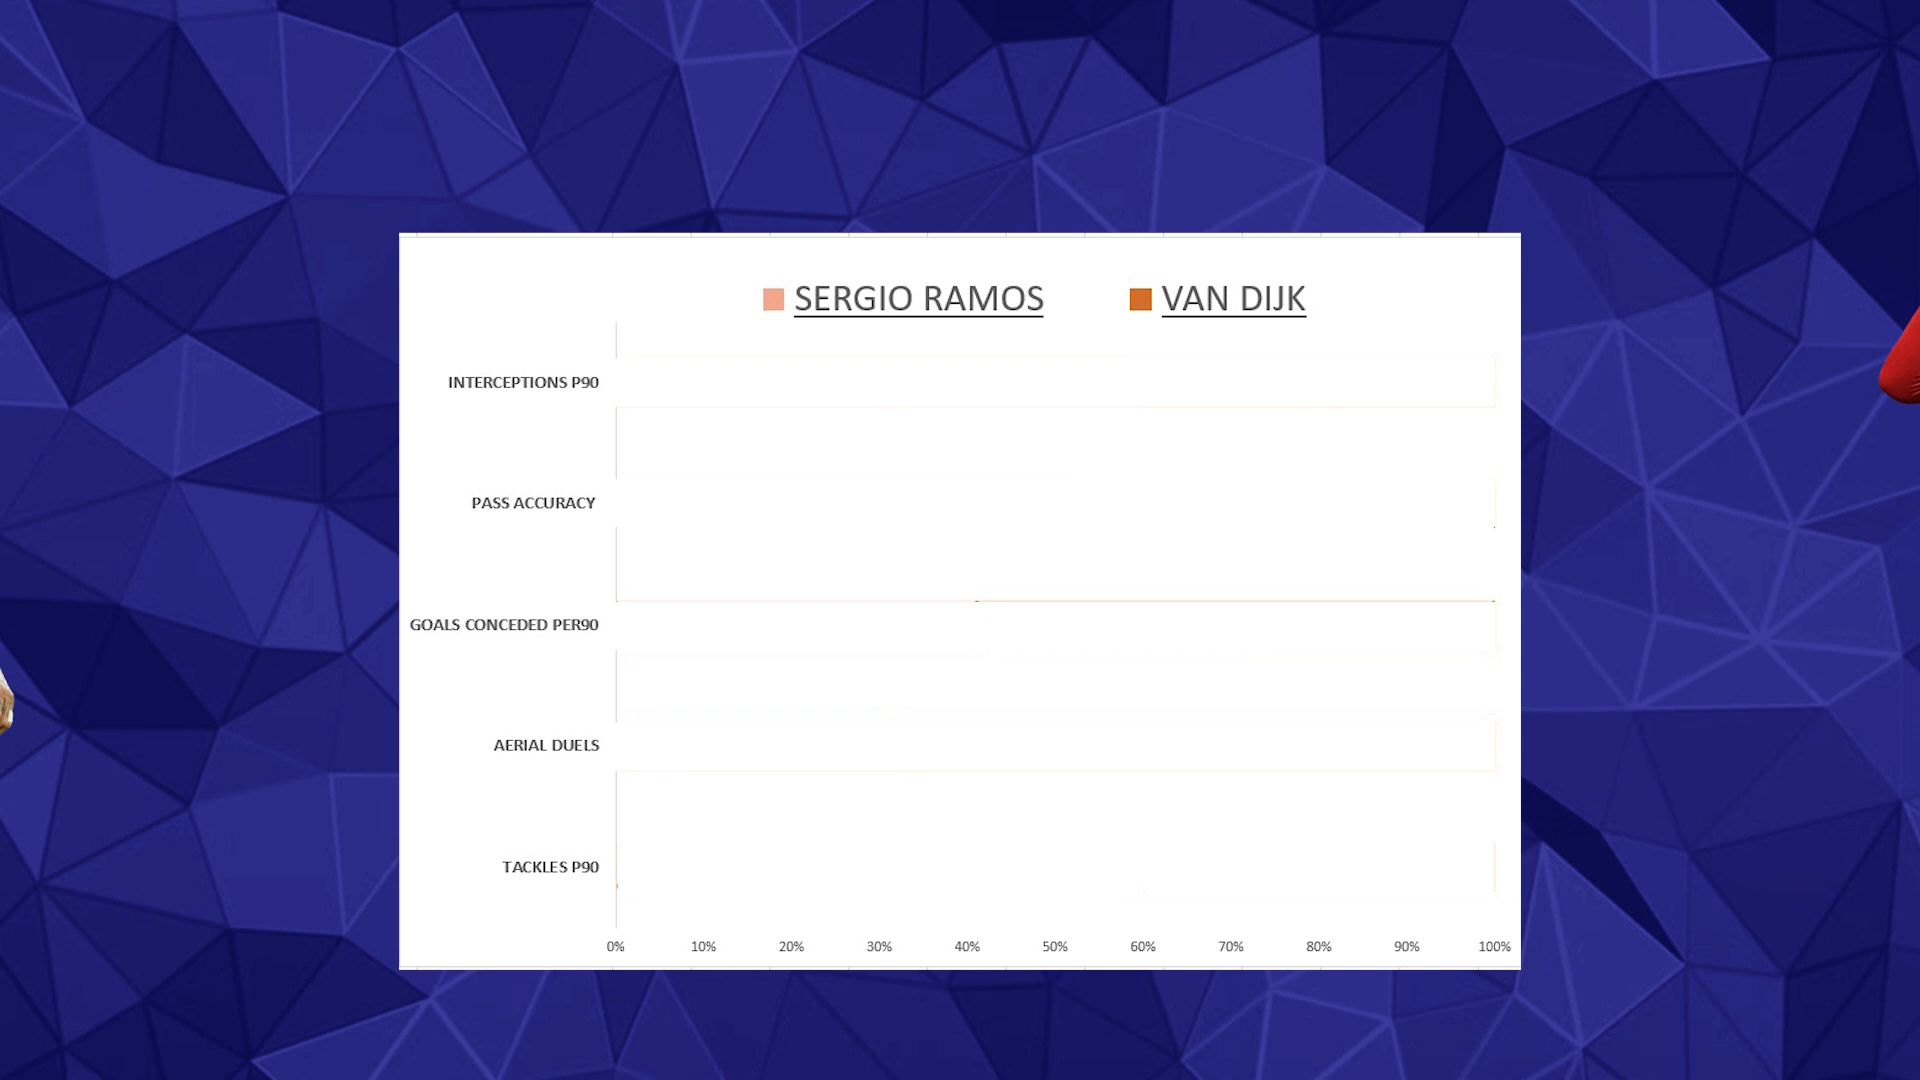 SERGIO RAMOS
VAN DIJK
INTERCEPTIONS P90
PASS ACCURACY
GOALS CONCEDED PER90
AERIAL DUELS
TACKLES P90
0% 10% 20% 30% 40% 50% 60% 70% 80% 90% 100%